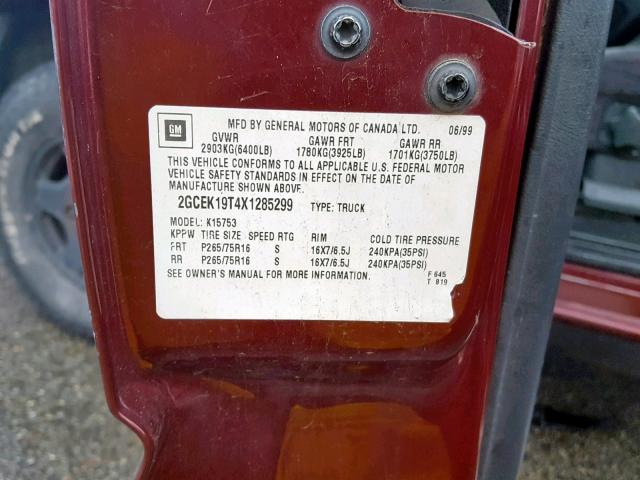 GM
MFD BY GENERAL MOTORS OF CANADA LTD. 06/99
GVWR GAWR FRT GAWR RR
2903KG(6400LB) 1780KG(3925LB) 1701KG(3750LB)
THIS VEHICLE CONFORMS TO ALL APPLICABLE U.S. FEDERAL MOTOR
VEHICLE SAFETY STANDARDS IN EFFECT ON THE DATE OF
MANUFACTURE SHOWN ABOVE.
2GCEK19T4X1285299 TYPE: TRUCK
MODEL: K15753
KPPW TIRE SIZE SPEED RTG RIM COLD TIRE PRESSURE
FRT P265/75R16 S 16X7/6.5J 240KPA(35PSI)
RR P265/75R16 S 16X7/6.5J 240KPA(35PSI)
SEE OWNER'S MANUAL FOR MORE INFORMATION.
F 645
T 819